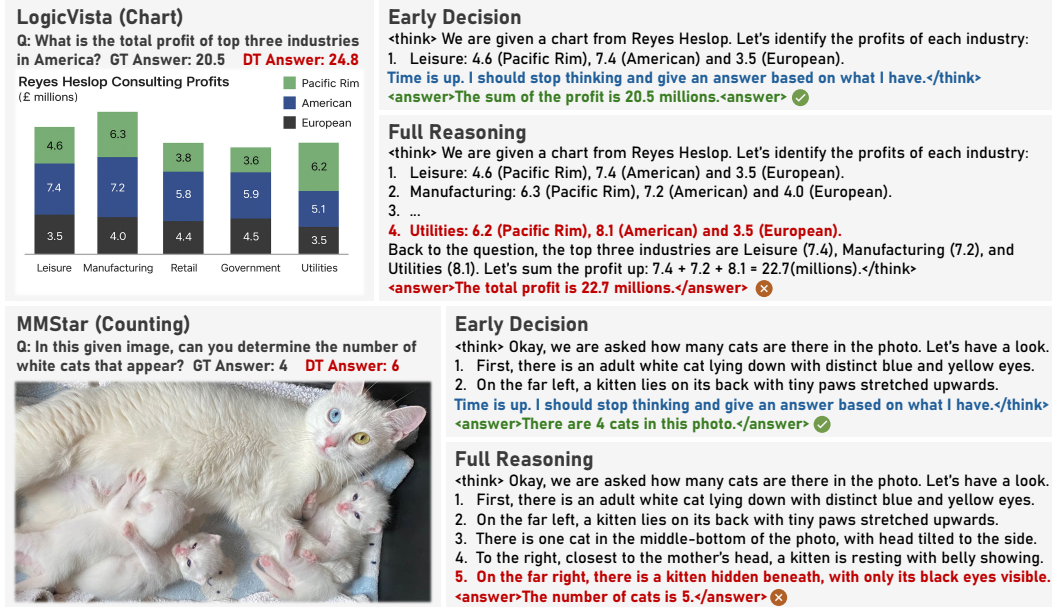 LogicVista (Chart)
Q: What is the total profit of top three industries
in America? GT Answer: 20.5 DT Answer: 24.8
Reyes Heslop Consulting Profits
(£ millions)
Pacific Rim
American
European
4.6
6.3
3.8
3.6
6.2
7.4
7.2
5.8
5.9
5.1
3.5
4.0
4.4
4.5
3.5
Leisure Manufacturing Retail Government Utilities
Early Decision
<think> We are given a chart from Reyes Heslop. Let's identify the profits of each industry:
1. Leisure: 4.6 (Pacific Rim), 7.4 (American) and 3.5 (European).
Time is up. I should stop thinking and give an answer based on what I have.</think>
<answer>The sum of the profit is 20.5 millions.<answer>
Full Reasoning
<think> We are given a chart from Reyes Heslop. Let's identify the profits of each industry:
1. Leisure: 4.6 (Pacific Rim), 7.4 (American) and 3.5 (European).
2. Manufacturing: 6.3 (Pacific Rim), 7.2 (American) and 4.0 (European).
3. ...
4. Utilities: 6.2 (Pacific Rim), 8.1 (American) and 3.5 (European).
Back to the question, the top three industries are Leisure (7.4), Manufacturing (7.2), and
Utilities (8.1). Let's sum the profit up: 7.4 + 7.2 + 8.1 = 22.7(millions).</think>
<answer>The total profit is 22.7 millions.</answer>
MMStar (Counting)
Q: In this given image, can you determine the number of
white cats that appear? GT Answer: 4 DT Answer: 6
Early Decision
<think> Okay, we are asked how many cats are there in the photo. Let's have a look.
1. First, there is an adult white cat lying down with distinct blue and yellow eyes.
2. On the far left, a kitten lies on its back with tiny paws stretched upwards.
Time is up. I should stop thinking and give an answer based on what I have.</think>
<answer>There are 4 cats in this photo.</answer>
Full Reasoning
<think> Okay, we are asked how many cats are there in the photo. Let's have a look.
1. First, there is an adult white cat lying down with distinct blue and yellow eyes.
2. On the far left, a kitten lies on its back with tiny paws stretched upwards.
3. There is one cat in the middle-bottom of the photo, with head tilted to the side.
4. To the right, closest to the mother's head, a kitten is resting with belly showing.
5. On the far right, there is a kitten hidden beneath, with only its black eyes visible.
<answer>The number of cats is 5.</answer>